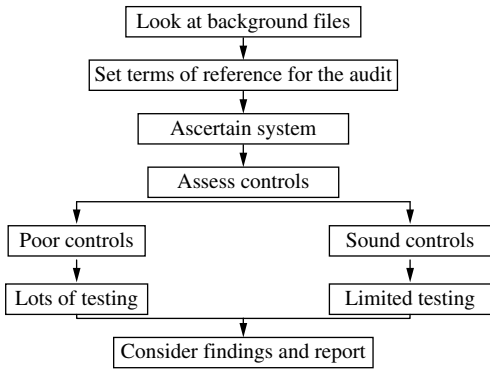 Look at background files
Set terms of reference for the audit
Ascertain system
Assess controls
Poor controls
Sound controls
Lots of testing
Limited testing
Consider findings and report